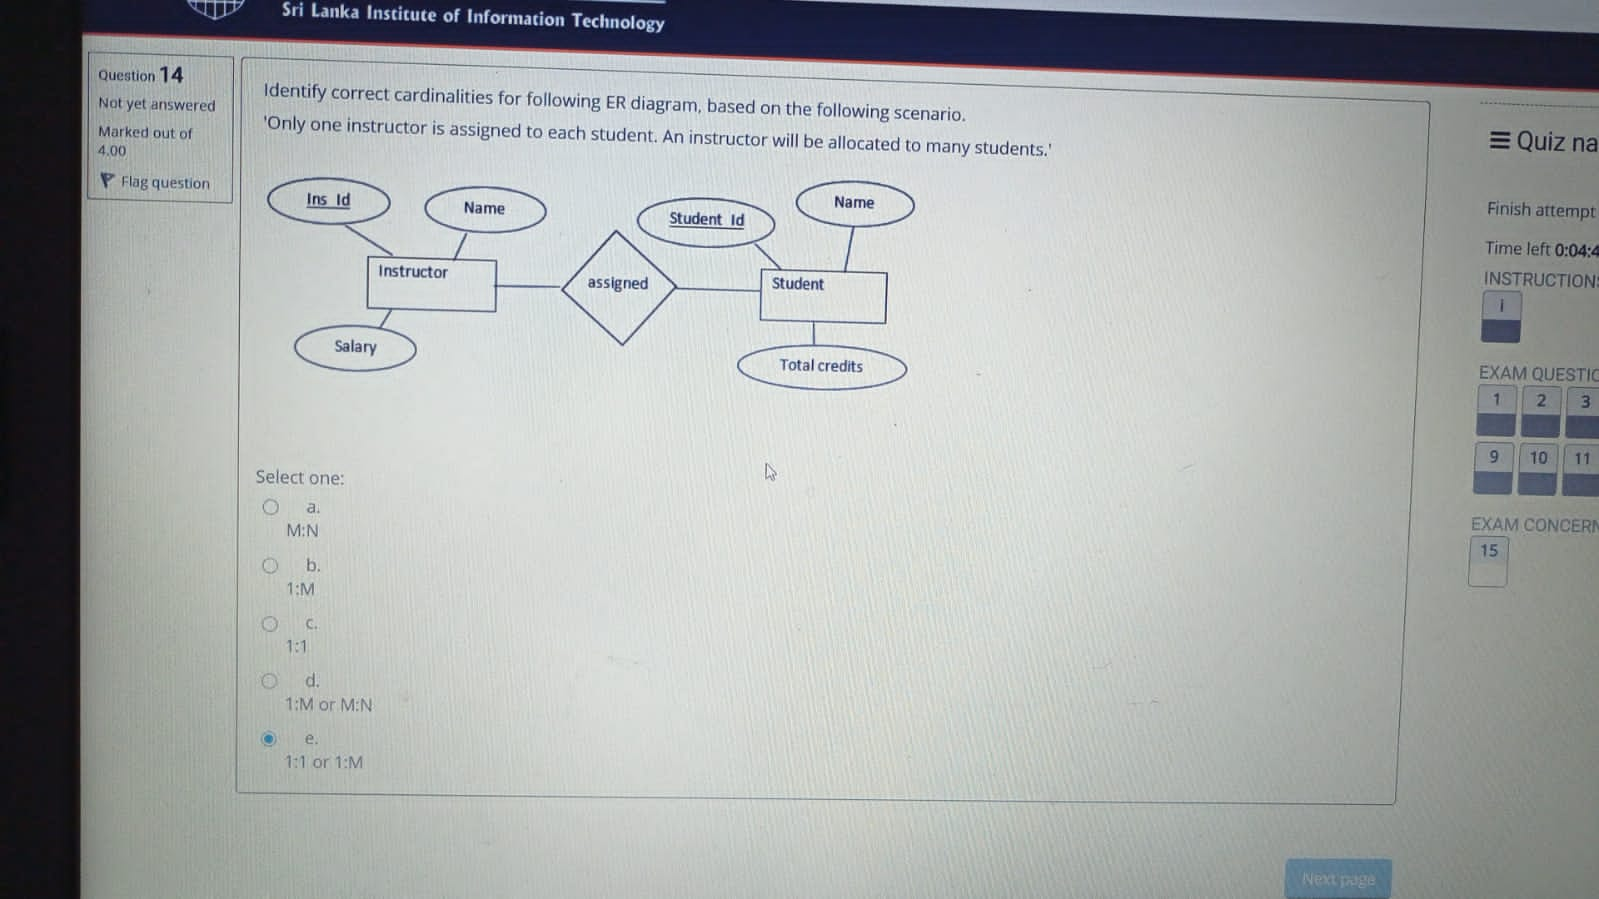 Sri Lanka Institute of Information Technology
Question 14
Not yet answered
Marked out of
4.00
Flag question
Identify correct cardinalities for following ER diagram, based on the following scenario.
'Only one instructor is assigned to each student. An instructor will be allocated to many students.'
Ins_Id
Name
Student_Id
Name
Instructor
assigned
Student
Salary
Total credits
Select one:
a.
M:N
b.
1:M
c.
1:1
d.
1:M or M:N
e.
1:1 or 1:M
Next page
Quiz na
Finish attempt
Time left 0:04:4
INSTRUCTIONS
i
EXAM QUESTIO
1 2 3
9 10 11
EXAM CONCERN
15